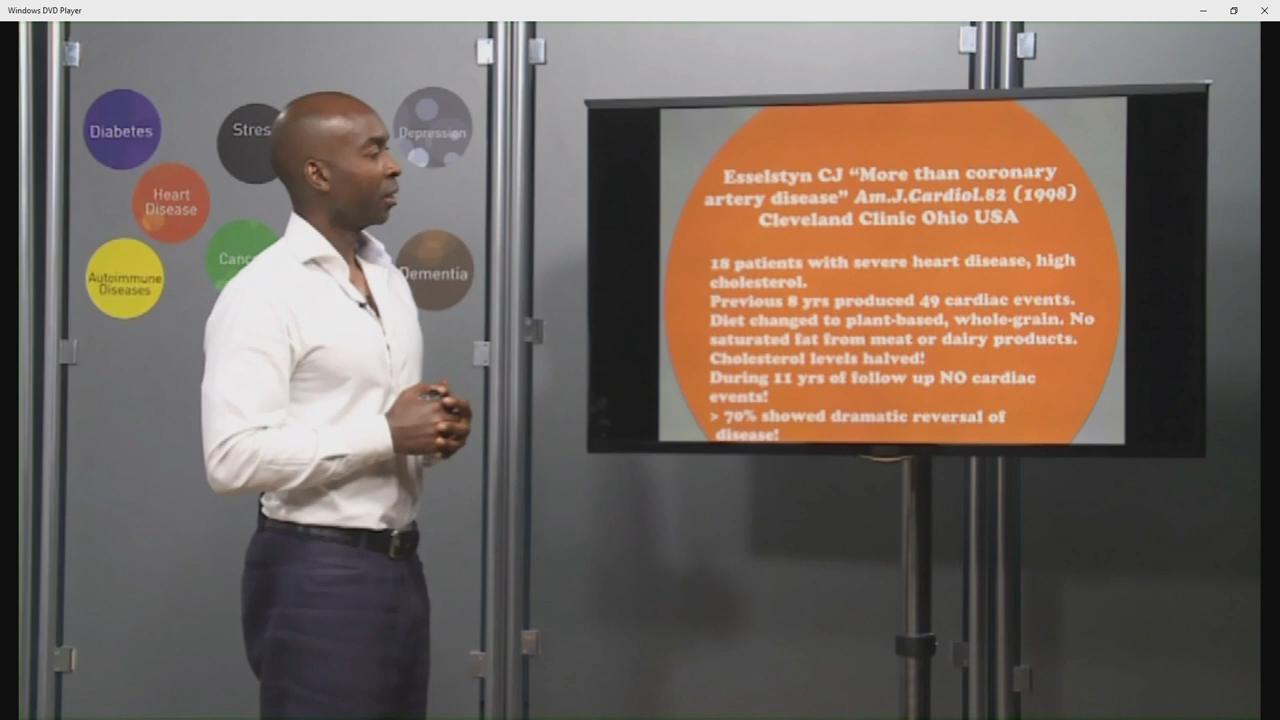 Windows DVD Player
Diabetes
Stres
Depression
Heart
Disease
Autoimmune
Diseases
Canc
Dementia
Esselstyn CJ “More than coronary
artery disease” Am.J.Cardiol.82 (1998)
Cleveland Clinic Ohio USA
18 patients with severe heart disease, high
cholesterol.
Previous 8 yrs produced 49 cardiac events.
Diet changed to plant-based, whole-grain. No
saturated fat from meat or dairy products.
Cholesterol levels halved!
During 11 yrs of follow up NO cardiac
events!
> 70% showed dramatic reversal of
disease!